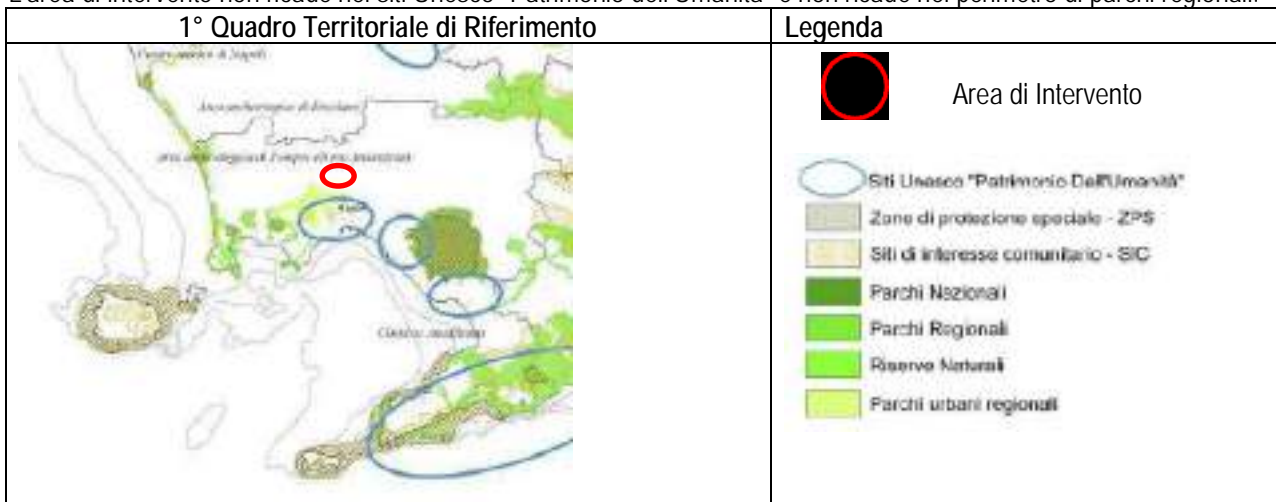 L'area di intervento non ricade nei siti Unesco "Patrimonio dell'Umanità" e non ricade nel perimetro di parchi regionali.
1° Quadro Territoriale di Riferimento
Legenda
Area di Intervento
Siti Unesco "Patrimonio Dell'Umanità"
Zone di protezione speciale - ZPS
Siti di interesse comunitario - SIC
Parchi Nazionali
Parchi Regionali
Riserve Naturali
Parchi urbani regionali